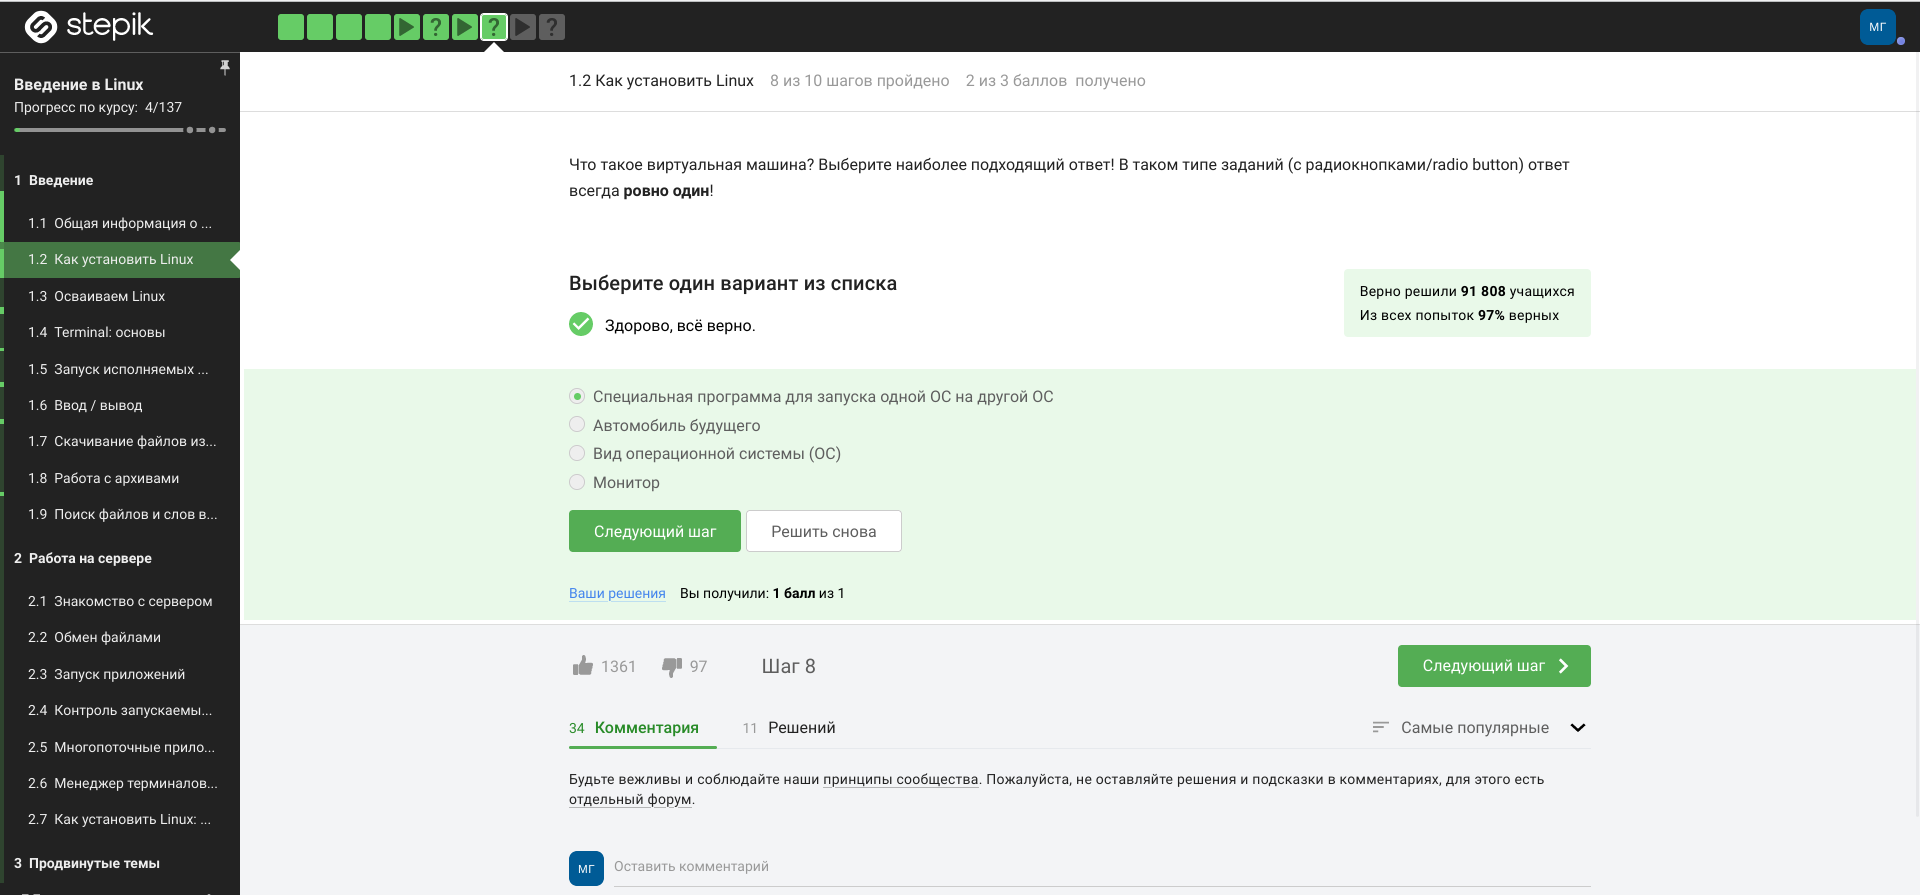 stepik
?
?
?
МГ
Введение в Linux
Прогресс по курсу: 4/137
1 Введение
1.1 Общая информация о ...
1.2 Как установить Linux
1.3 Осваиваем Linux
1.4 Terminal: основы
1.5 Запуск исполняемых ...
1.6 Ввод / вывод
1.7 Скачивание файлов из...
1.8 Работа с архивами
1.9 Поиск файлов и слов в...
2 Работа на сервере
2.1 Знакомство с сервером
2.2 Обмен файлами
2.3 Запуск приложений
2.4 Контроль запускаемы...
2.5 Многопоточные прило...
2.6 Менеджер терминалов...
2.7 Как установить Linux: ...
3 Продвинутые темы
1.2 Как установить Linux 8 из 10 шагов пройдено 2 из 3 баллов получено
Что такое виртуальная машина? Выберите наиболее подходящий ответ! В таком типе заданий (с радиокнопками/radio button) ответ
всегда ровно один!
Выберите один вариант из списка
Здорово, всё верно.
Верно решили 91 808 учащихся
Из всех попыток 97% верных
Специальная программа для запуска одной ОС на другой ОС
Автомобиль будущего
Вид операционной системы (ОС)
Монитор
Следующий шаг Решить снова
Ваши решения Вы получили: 1 балл из 1
1361 97 Шаг 8 Следующий шаг
34 Комментария 11 Решений Самые популярные
Будьте вежливы и соблюдайте наши принципы сообщества. Пожалуйста, не оставляйте решения и подсказки в комментариях, для этого есть
отдельный форум.
МГ Оставить комментарий